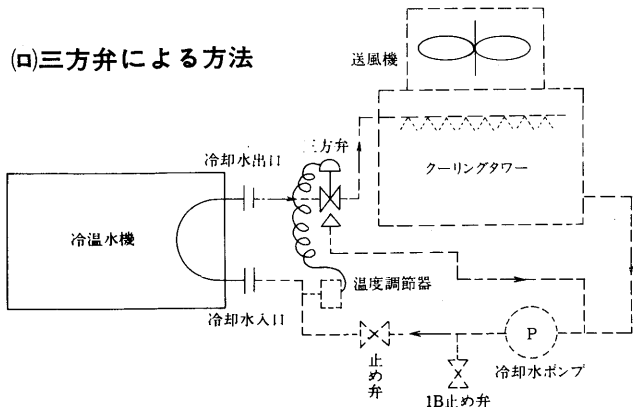 (ロ)三方弁による方法
送風機
三方弁
冷却水出口
クーリングタワー
冷温水機
温度調節器
冷却水入口
P
止め弁
冷却水ポンプ
1B止め弁